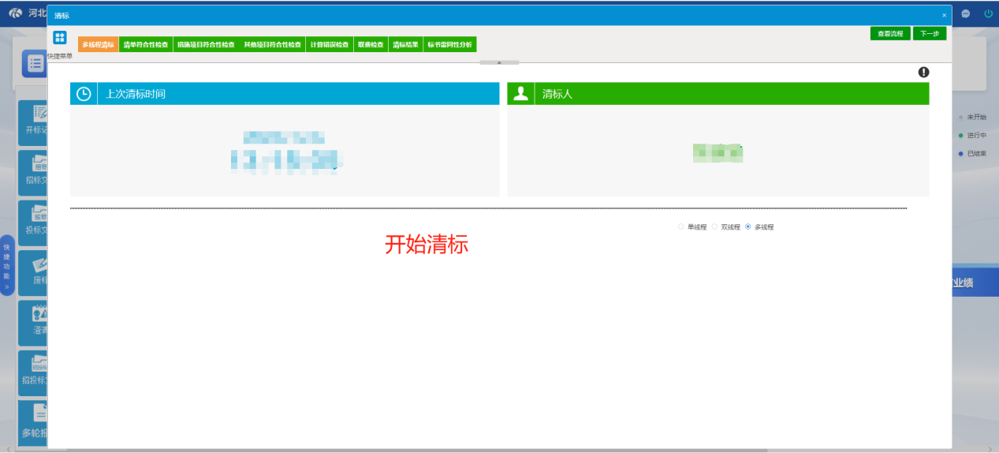 河北
清标
×
快捷菜单
多线程清标 清单符合性检查 措施项目符合性检查 其他项目符合性检查 计算错误检查 取费检查 清标结果 标书雷同性分析
查看流程 下一步
上次清标时间
清标人
单线程 双线程 多线程
开始清标
开标记
招标文
投标文
废标
招投标
多轮报
快捷功能
未开始
进行中
已结束
业绩